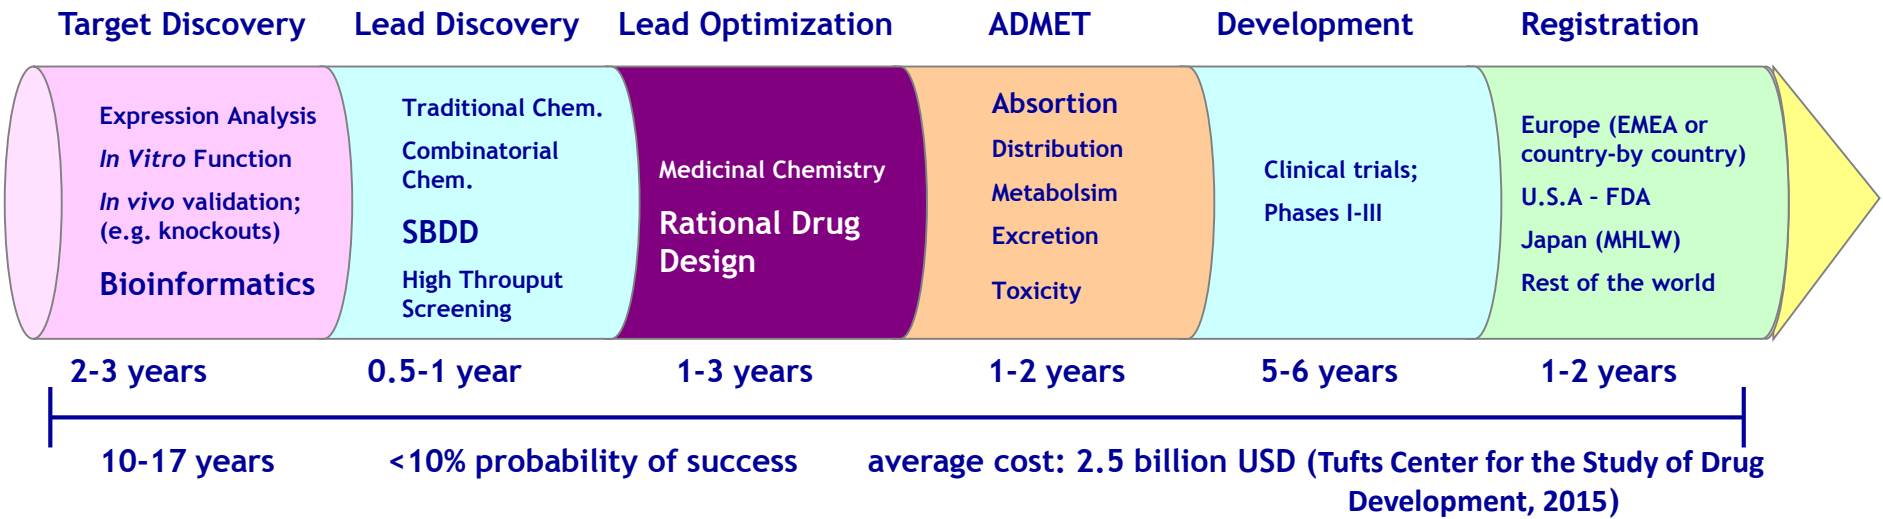 Target Discovery
Lead Discovery
Lead Optimization
ADMET
Development
Registration
Expression Analysis
In Vitro Function
In vivo validation;
(e.g. knockouts)
Bioinformatics
Traditional Chem.
Combinatorial
Chem.
SBDD
High Throuput
Screening
Medicinal Chemistry
Rational Drug
Design
Absortion
Distribution
Metabolsim
Excretion
Toxicity
Clinical trials;
Phases I-III
Europe (EMEA or
country-by country)
U.S.A – FDA
Japan (MHLW)
Rest of the world
2-3 years
0.5-1 year
1-3 years
1-2 years
5-6 years
1-2 years
10-17 years
<10% probability of success
average cost: 2.5 billion USD (Tufts Center for the Study of Drug
Development, 2015)